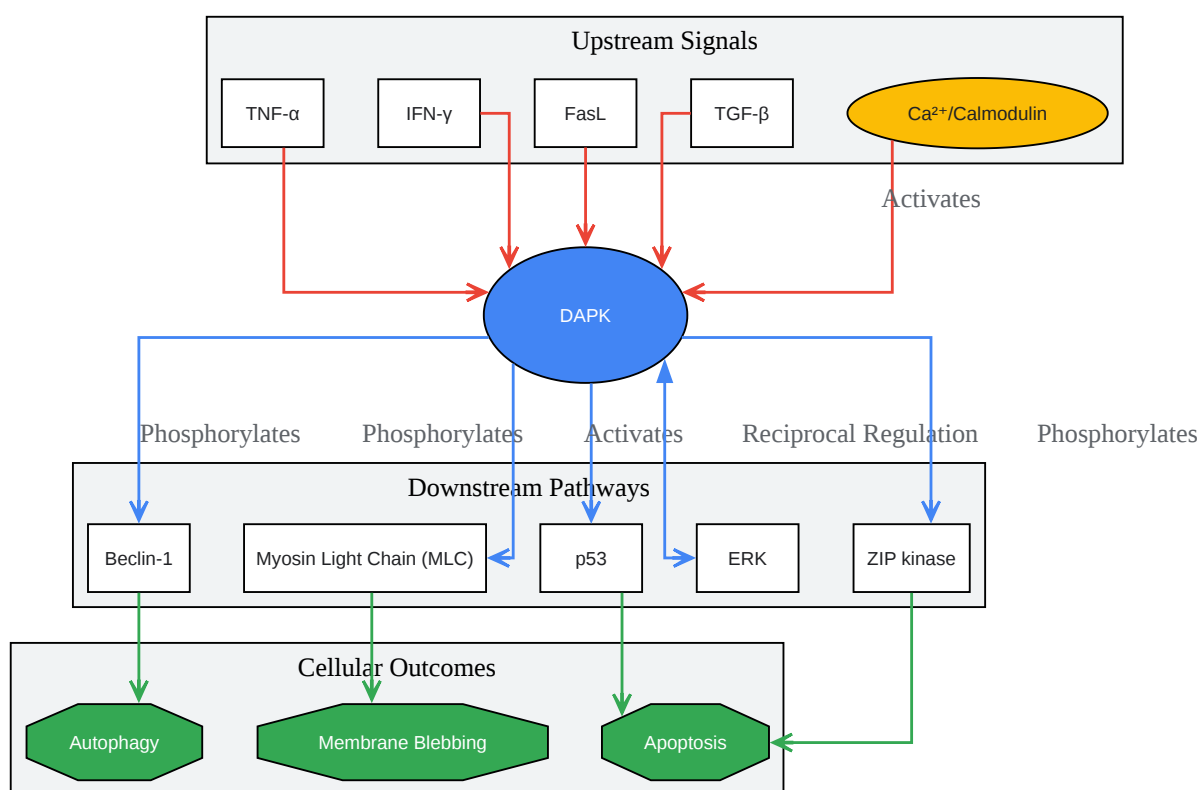 Upstream Signals
TNF-α
IFN-γ
FasL
TGF-β
Ca²⁺/Calmodulin
Activates
DAPK
Phosphorylates
Phosphorylates
Activates
Reciprocal Regulation
Phosphorylates
Downstream Pathways
Beclin-1
Myosin Light Chain (MLC)
p53
ERK
ZIP kinase
Cellular Outcomes
Autophagy
Membrane Blebbing
Apoptosis